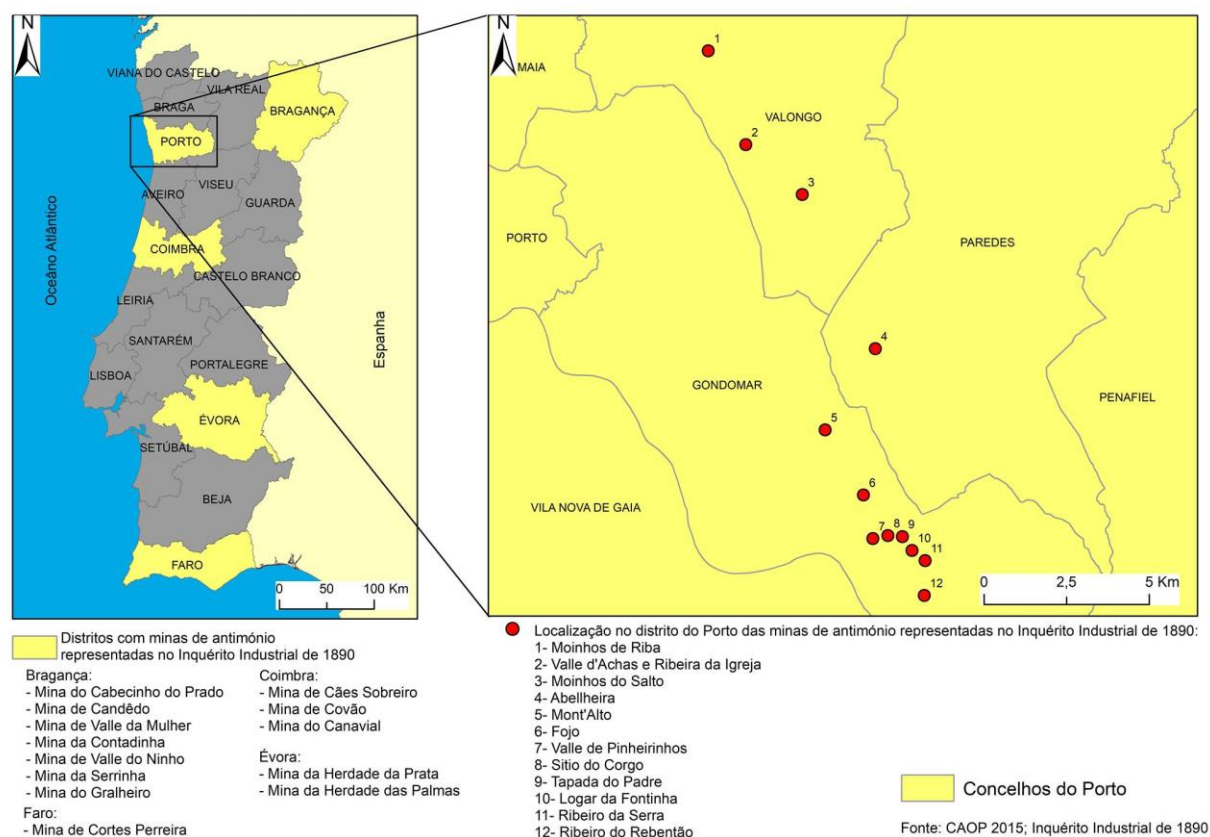 N
VIANA DO CASTELO
VILA REAL
BRAGA
BRAGANÇA
PORTO
AVEIRO
VISEU
GUARDA
COIMBRA
CASTELO BRANCO
LEIRIA
SANTARÉM
LISBOA
PORTALEGRE
ÉVORA
SETÚBAL
BEJA
FARO
Oceâno Atlântico
Espanha
0 50 100 Km
N
MAIA
VALONGO
PORTO
PAREDES
GONDOMAR
PENAFIEL
VILA NOVA DE GAIA
1
2
3
4
5
6
7
8
9
10
11
12
0 2,5 5 Km
Distritos com minas de antimónio
representadas no Inquérito Industrial de 1890
Bragança:
- Mina do Cabecinho do Prado
- Mina de Candêdo
- Mina de Valle da Mulher
- Mina da Contadinha
- Mina de Valle do Ninho
- Mina da Serrinha
- Mina do Gralheiro
Faro:
- Mina de Cortes Perreira
Coimbra:
- Mina de Cães Sobreiro
- Mina de Covão
- Mina do Canavial
Évora:
- Mina da Herdade da Prata
- Mina da Herdade das Palmas
Localização no distrito do Porto das minas de antimónio representadas no Inquérito Industrial de 1890:
1- Moinhos de Riba
2- Valle d'Achas e Ribeira da Igreja
3- Moinhos do Salto
4- Abellheira
5- Mont'Alto
6- Fojo
7- Valle de Pinheirinhos
8- Sitio do Corgo
9- Tapada do Padre
10- Logar da Fontinha
11- Ribeiro da Serra
12- Ribeiro do Rebentão
Concelhos do Porto
Fonte: CAOP 2015; Inquérito Industrial de 1890